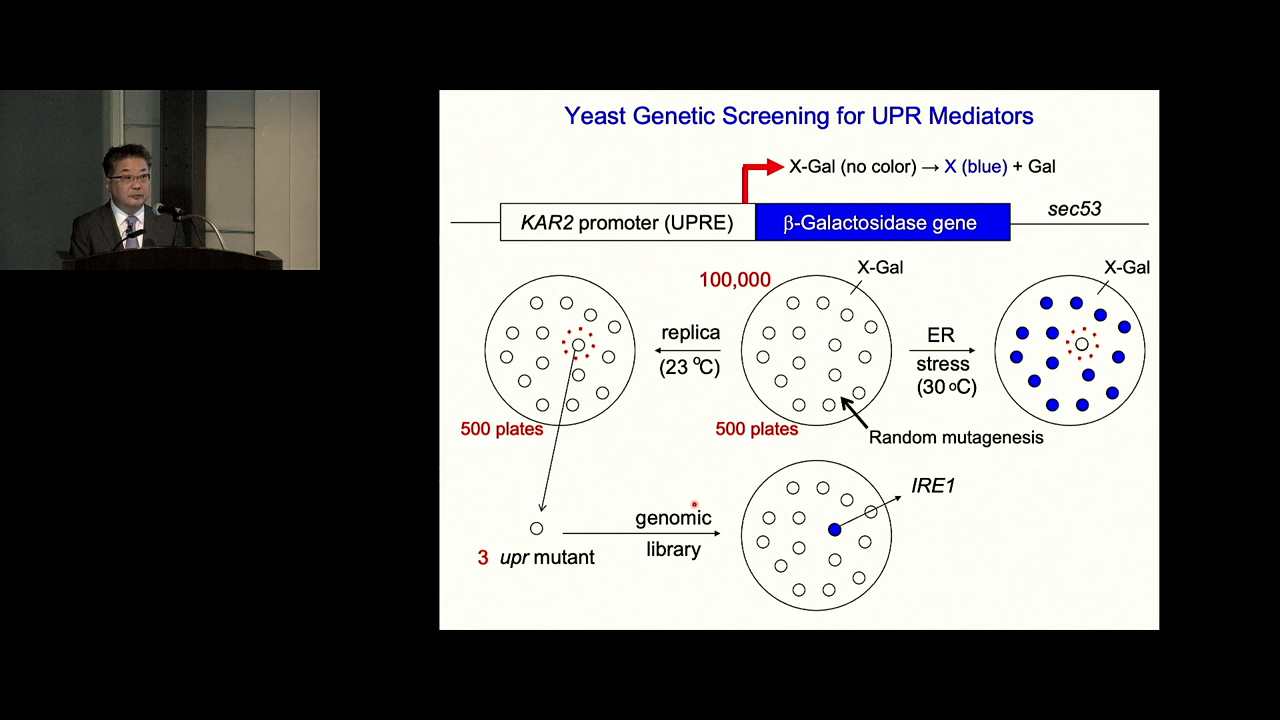 Yeast Genetic Screening for UPR Mediators
X-Gal (no color) → X (blue) + Gal
KAR2 promoter (UPRE)
β-Galactosidase gene
sec53
100,000
X-Gal
X-Gal
replica
(23 ºC)
ER
stress
(30 ºC)
500 plates
500 plates
Random mutagenesis
IRE1
genomic
library
3 upr mutant